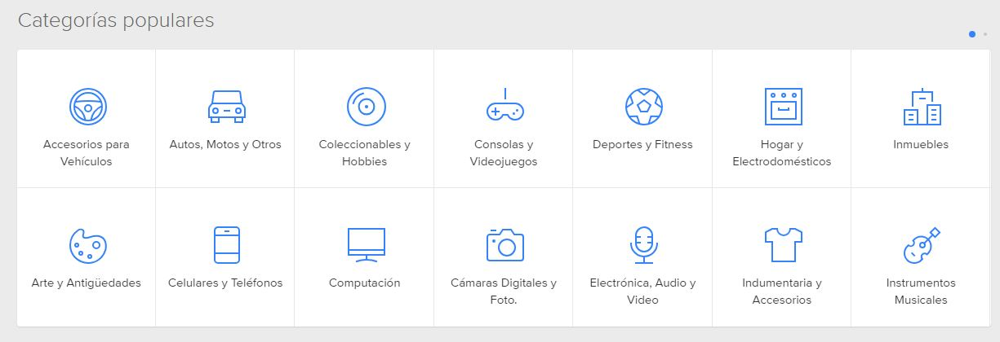 Categorías populares
Accesorios para
Vehículos
Autos, Motos y Otros
Coleccionables y
Hobbies
Consolas y
Videojuegos
Deportes y Fitness
Hogar y
Electrodomésticos
Inmuebles
Arte y Antigüedades
Celulares y Teléfonos
Computación
Cámaras Digitales y
Foto.
Electrónica, Audio y
Video
Indumentaria y
Accesorios
Instrumentos
Musicales